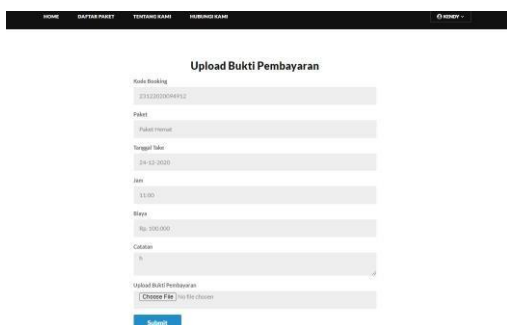 HOME DAFTAR PAKET TENTANG KAMI HUBUNGI KAMI KENDY
Upload Bukti Pembayaran
Kode Booking
Paket
Paket Hemat
Tanggal Take
24-12-2020
Jam
11:00
Biaya
Rp. 100.000
Catatan
h
Upload Bukti Pembayaran
Choose File No file chosen
Submit